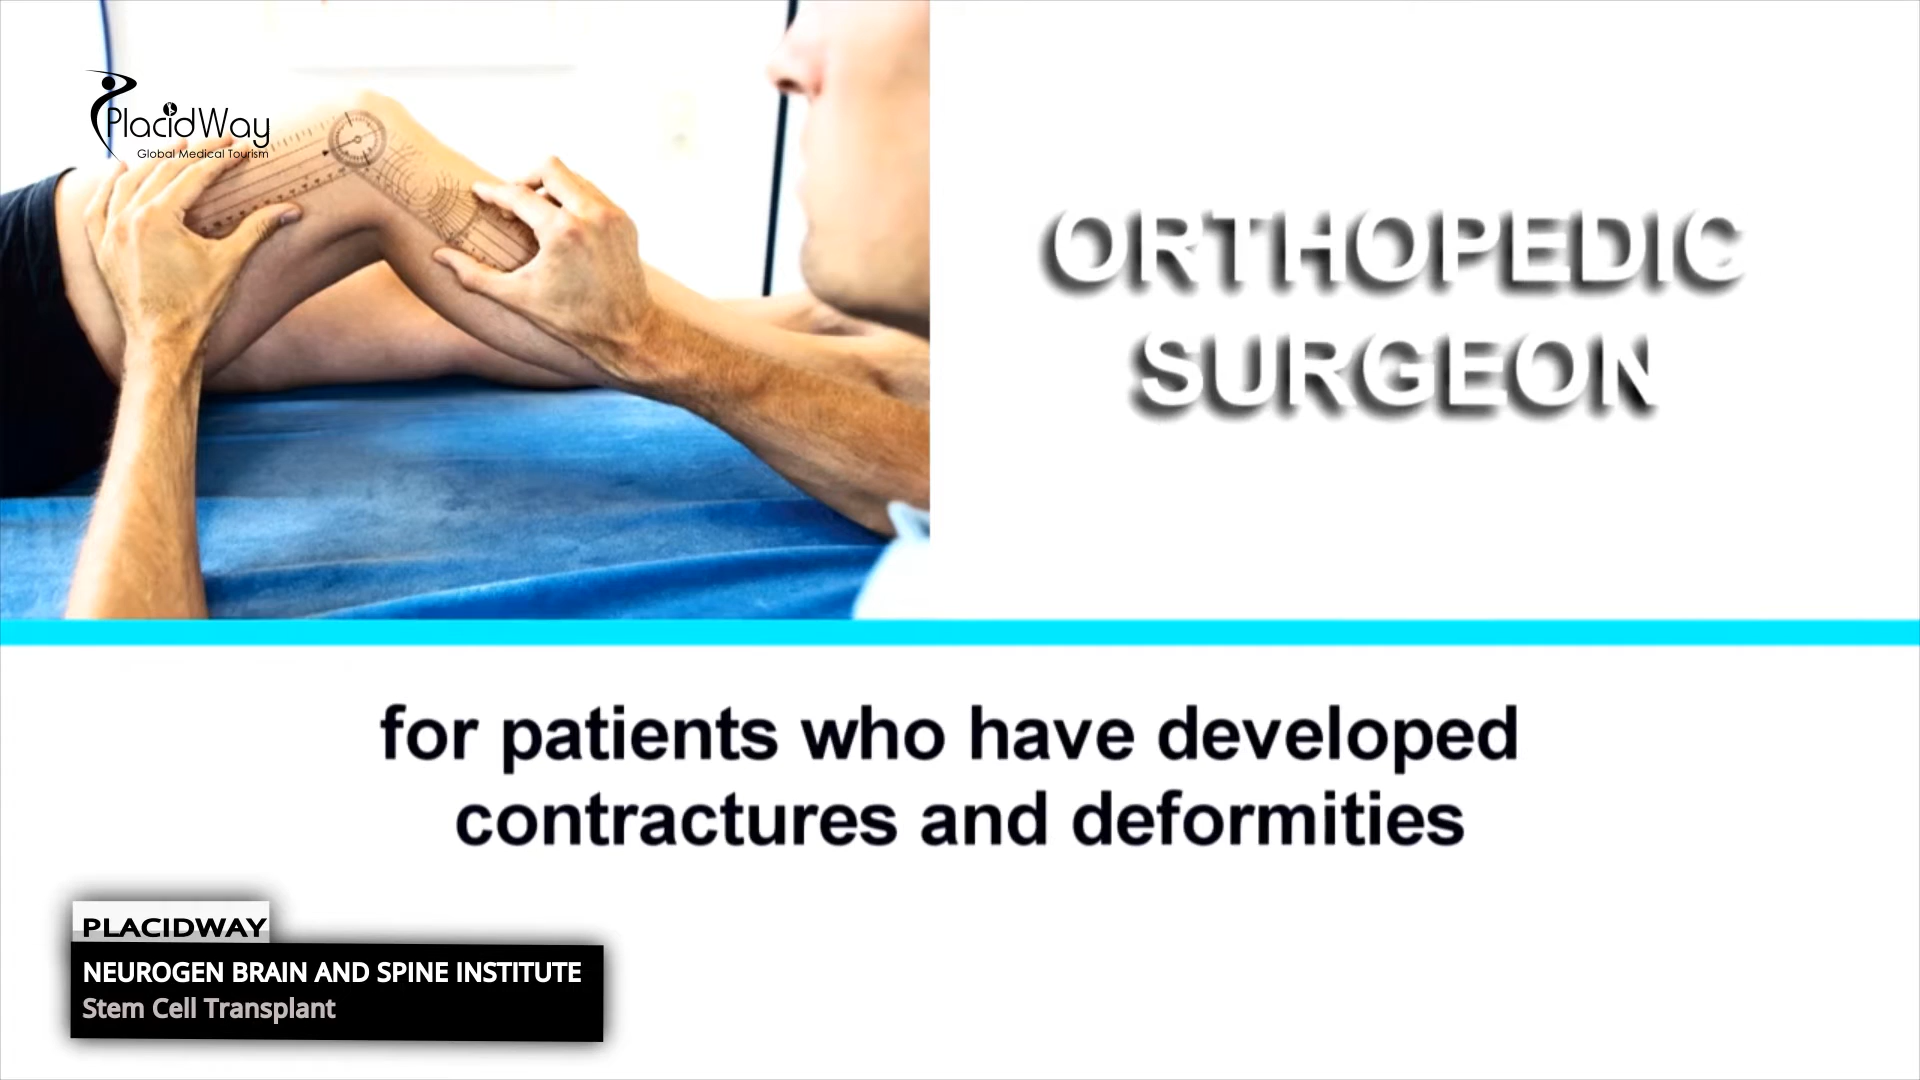 PlacidWay
Global Medical Tourism
ORTHOPEDIC
SURGEON
for patients who have developed
contractures and deformities
PLACIDWAY
NEUROGEN BRAIN AND SPINE INSTITUTE
Stem Cell Transplant